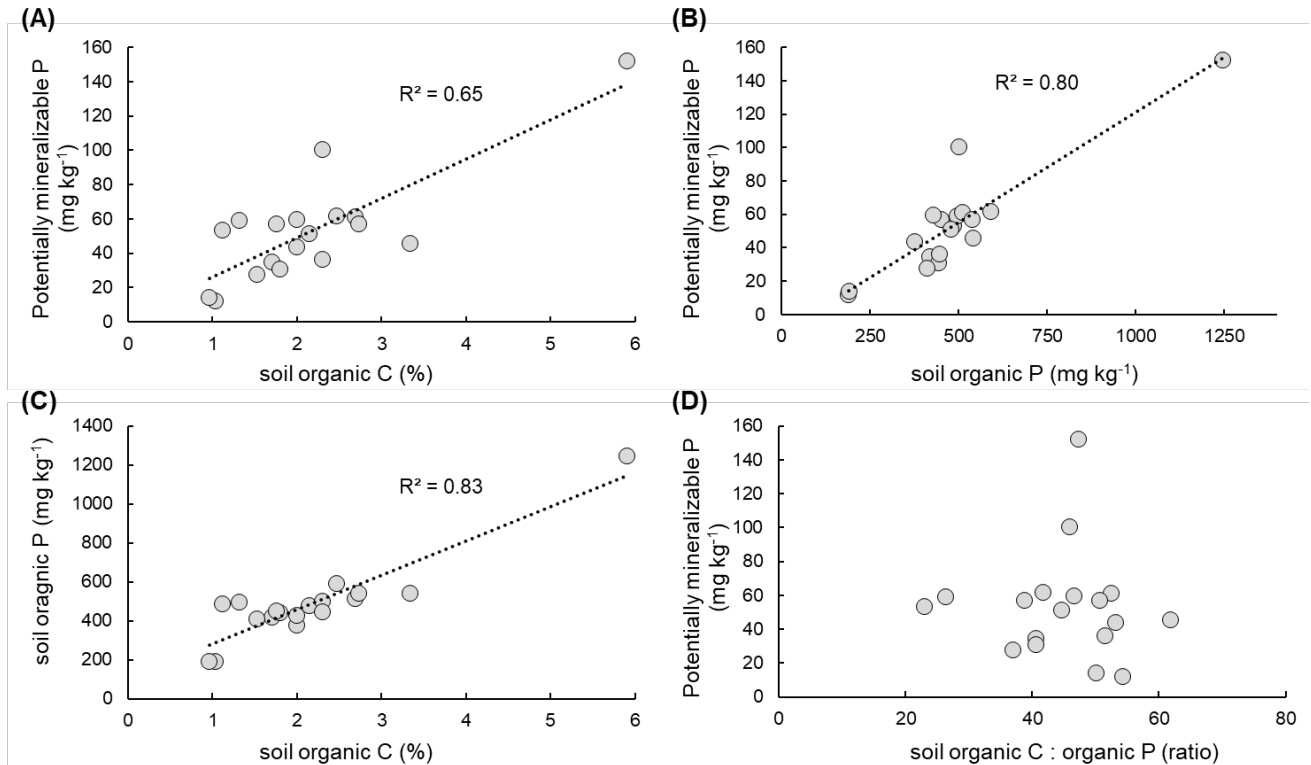 (A)
Potentially mineralizable P
(mg kg⁻¹)
160
140
120
100
80
60
40
20
0
R² = 0.65
0 1 2 3 4 5 6
soil organic C (%)
(B)
Potentially mineralizable P
(mg kg⁻¹)
160
140
120
100
80
60
40
20
0
R² = 0.80
0 250 500 750 1000 1250
soil organic P (mg kg⁻¹)
(C)
soil oragnic P (mg kg⁻¹)
1400
1200
1000
800
600
400
200
0
R² = 0.83
0 1 2 3 4 5 6
soil organic C (%)
(D)
Potentially mineralizable P
(mg kg⁻¹)
160
140
120
100
80
60
40
20
0
0 20 40 60 80
soil organic C : organic P (ratio)